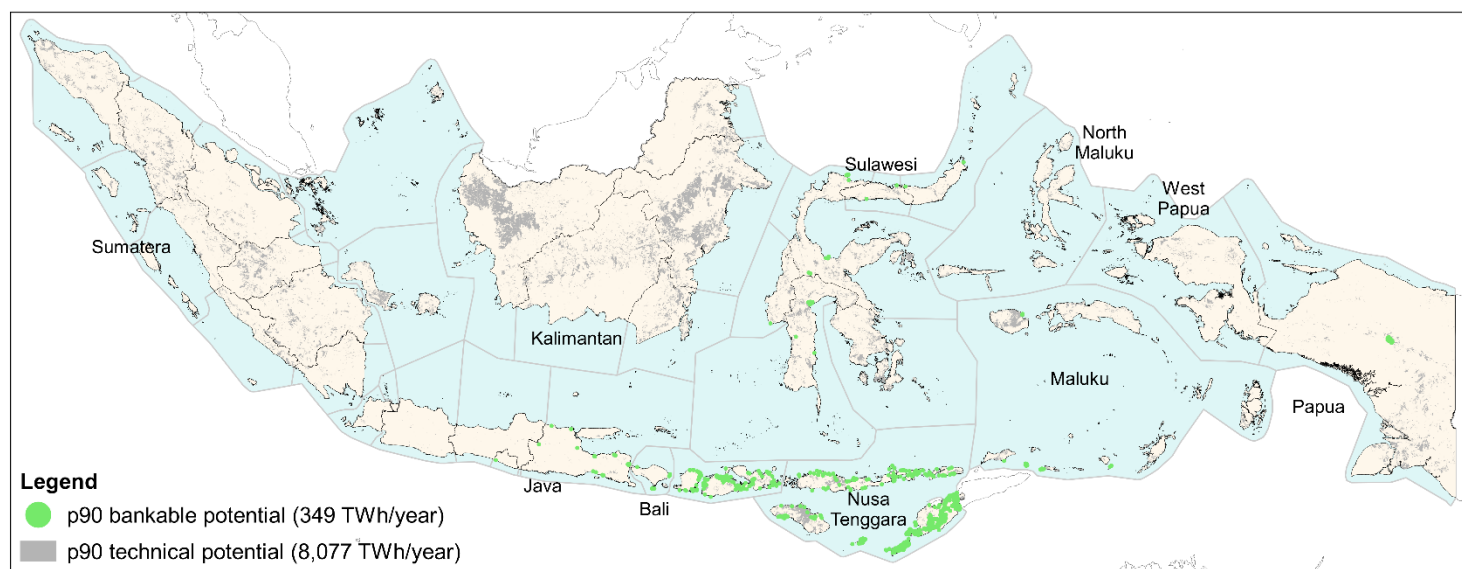 North
Maluku
Sulawesi
West
Papua
Sumatera
Kalimantan
Maluku
Papua
Legend
p90 bankable potential (349 TWh/year)
p90 technical potential (8,077 TWh/year)
Java
Bali
Nusa
Tenggara